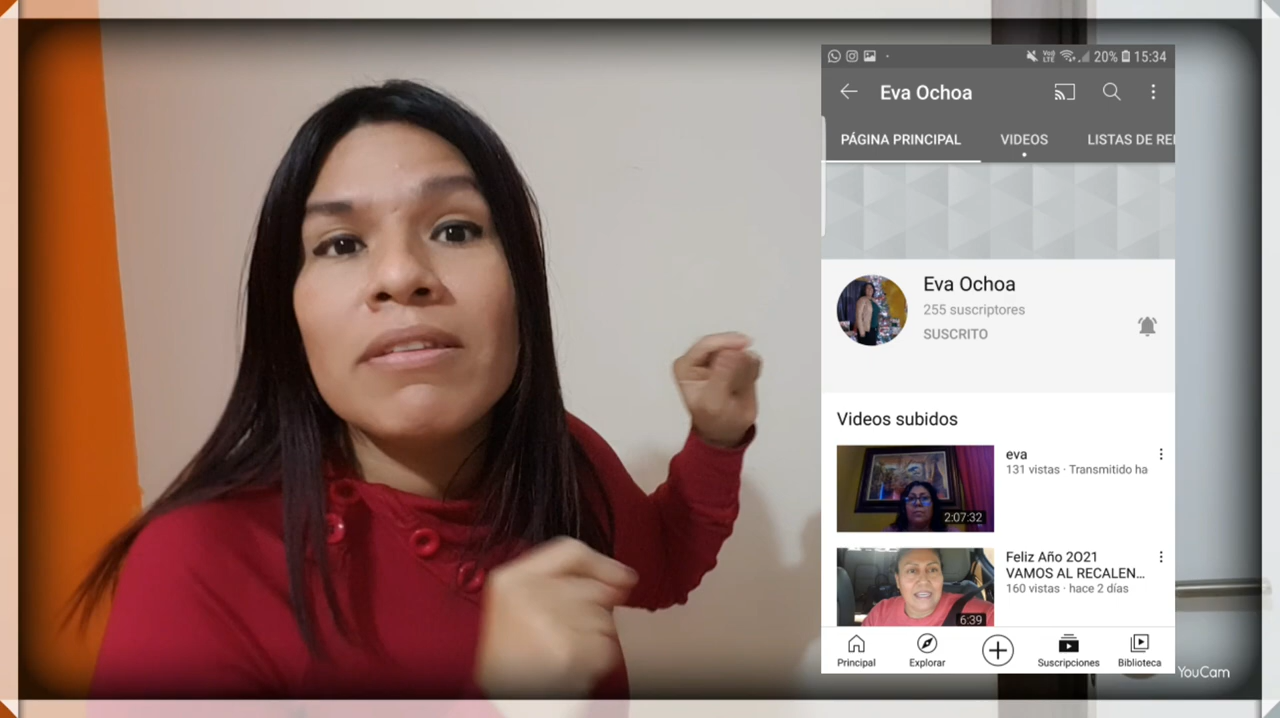 20% 15:34
Eva Ochoa
PÁGINA PRINCIPAL VIDEOS LISTAS DE RE
Eva Ochoa
255 suscriptores
SUSCRITO
Videos subidos
eva
131 vistas · Transmitido ha
2:07:32
Feliz Año 2021
VAMOS AL RECALEN...
160 vistas · hace 2 días
6:39
Principal Explorar Suscripciones Biblioteca
YouCam